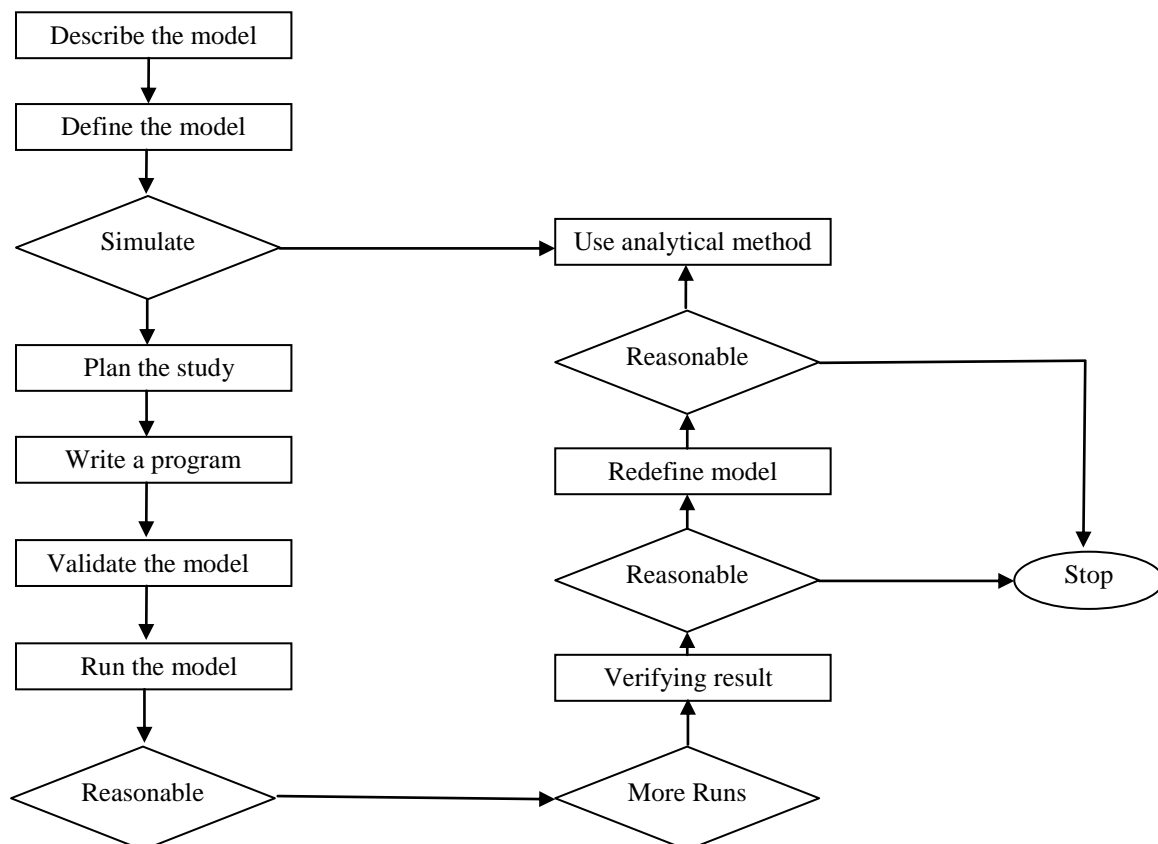 Describe the model
Define the model
Simulate
Use analytical method
Plan the study
Reasonable
Write a program
Redefine model
Validate the model
Reasonable
Stop
Run the model
Verifying result
Reasonable
More Runs